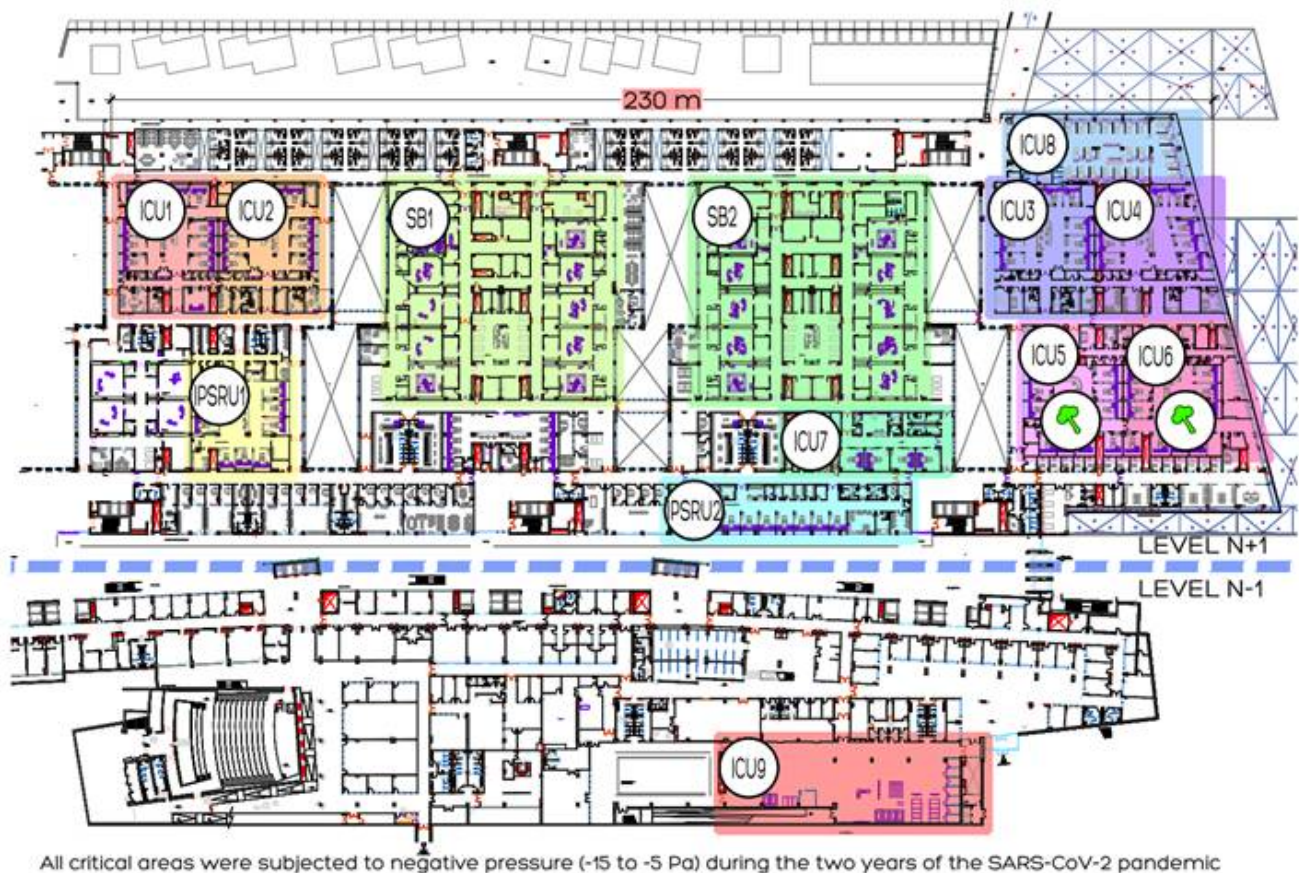 230 m
ICU8
ICU1
ICU2
SB1
SB2
ICU3
ICU4
ICU5
ICU6
IPSRU1
ICU7
IPSRU2
LEVEL N+1
LEVEL N-1
ICU9
All critical areas were subjected to negative pressure (-15 to -5 Pa) during the two years of the SARS-CoV-2 pandemic